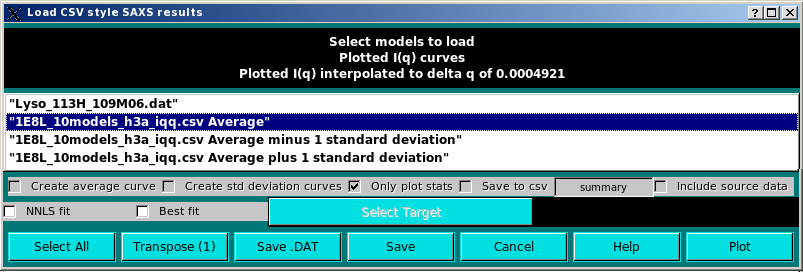 Load CSV style SAXS results
Select models to load
Plotted I(q) curves
Plotted I(q) interpolated to delta q of 0.0004921
"Lyso_113H_109M06.dat"
"1E8L_10models_h3a_iqq.csv Average"
"1E8L_10models_h3a_iqq.csv Average minus 1 standard deviation"
"1E8L_10models_h3a_iqq.csv Average plus 1 standard deviation"
Create average curve Create std deviation curves Only plot stats Save to csv summary Include source data
NNLS fit Best fit Select Target
Select All Transpose (1) Save .DAT Save Cancel Help Plot